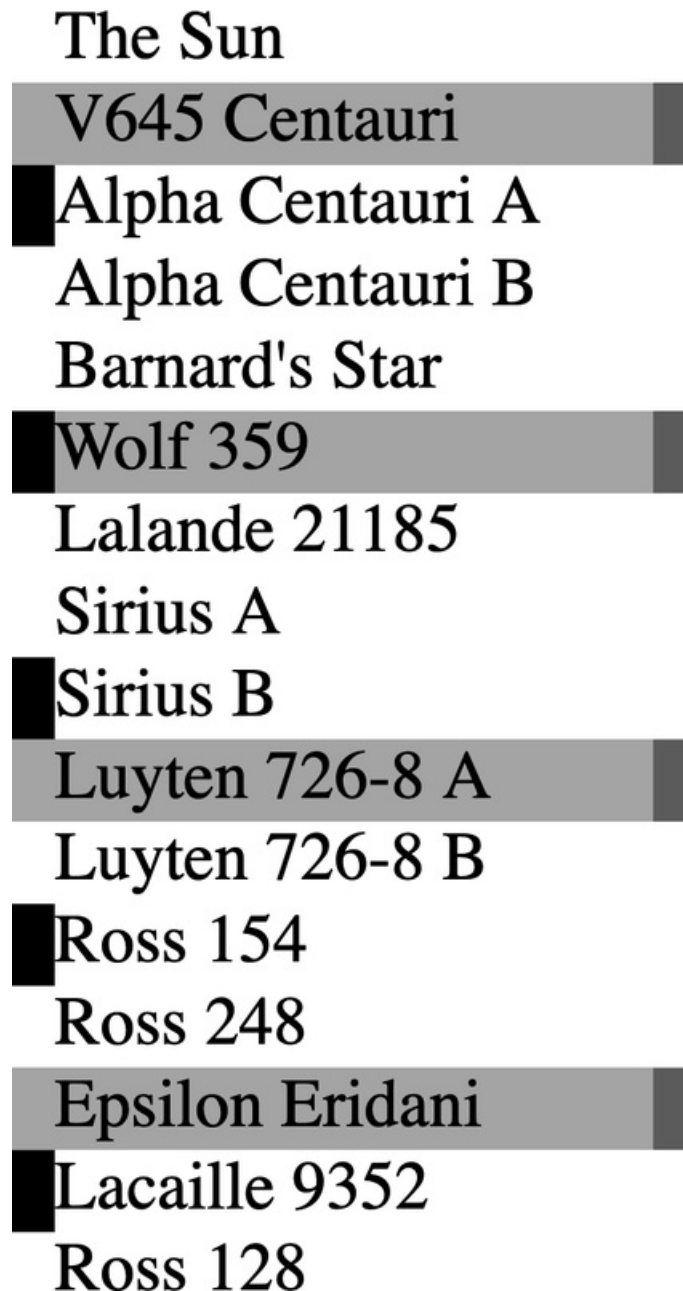 The Sun
V645 Centauri
Alpha Centauri A
Alpha Centauri B
Barnard's Star
Wolf 359
Lalande 21185
Sirius A
Sirius B
Luyten 726-8 A
Luyten 726-8 B
Ross 154
Ross 248
Epsilon Eridani
Lacaille 9352
Ross 128